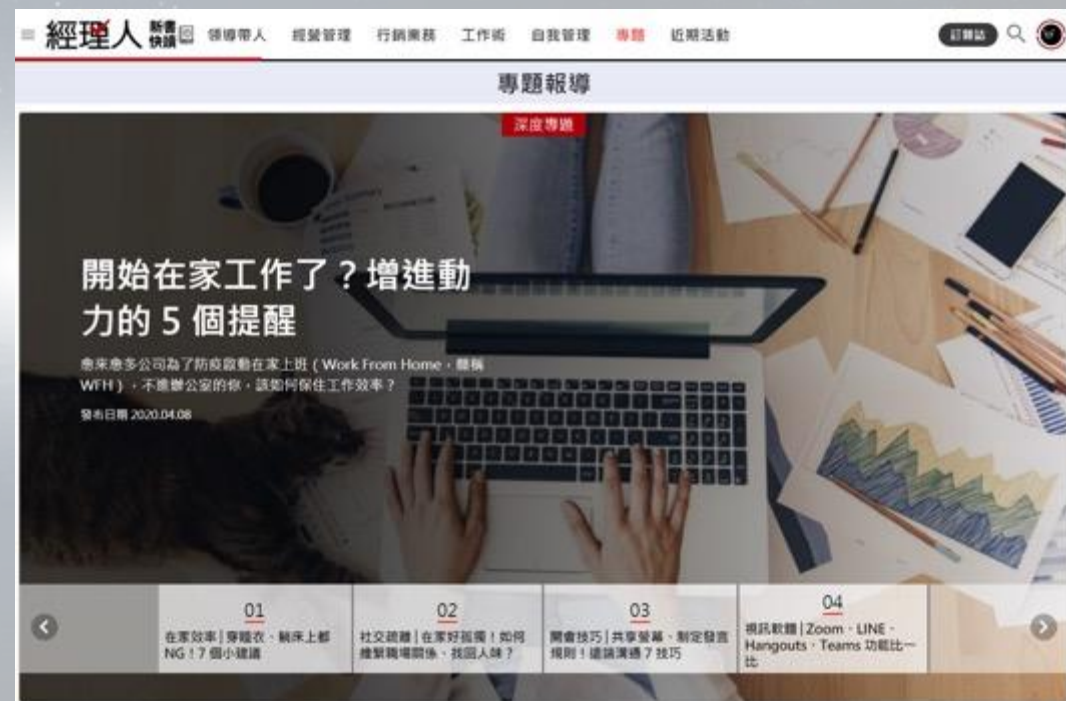 經理人 新書快讀 領導帶人 經營管理 行銷業務 工作術 自我管理 專題 近期活動 訂雜誌
專題報導
深度專題
開始在家工作了？增進動
力的 5 個提醒
愈來愈多公司為了防疫啟動在家上班（Work From Home，簡稱
WFH），不進辦公室的你，該如何保住工作效率？
發布日期 2020.04.08
01
在家效率│穿睡衣、躺床上都
NG！7 個小建議
02
社交疏離│在家好孤獨！如何
維繫職場關係、找回人味？
03
開會技巧│共享螢幕、制定發言
規則！遠端溝通 7 技巧
04
視訊軟體│Zoom、LINE、
Hangouts、Teams 功能比一
比